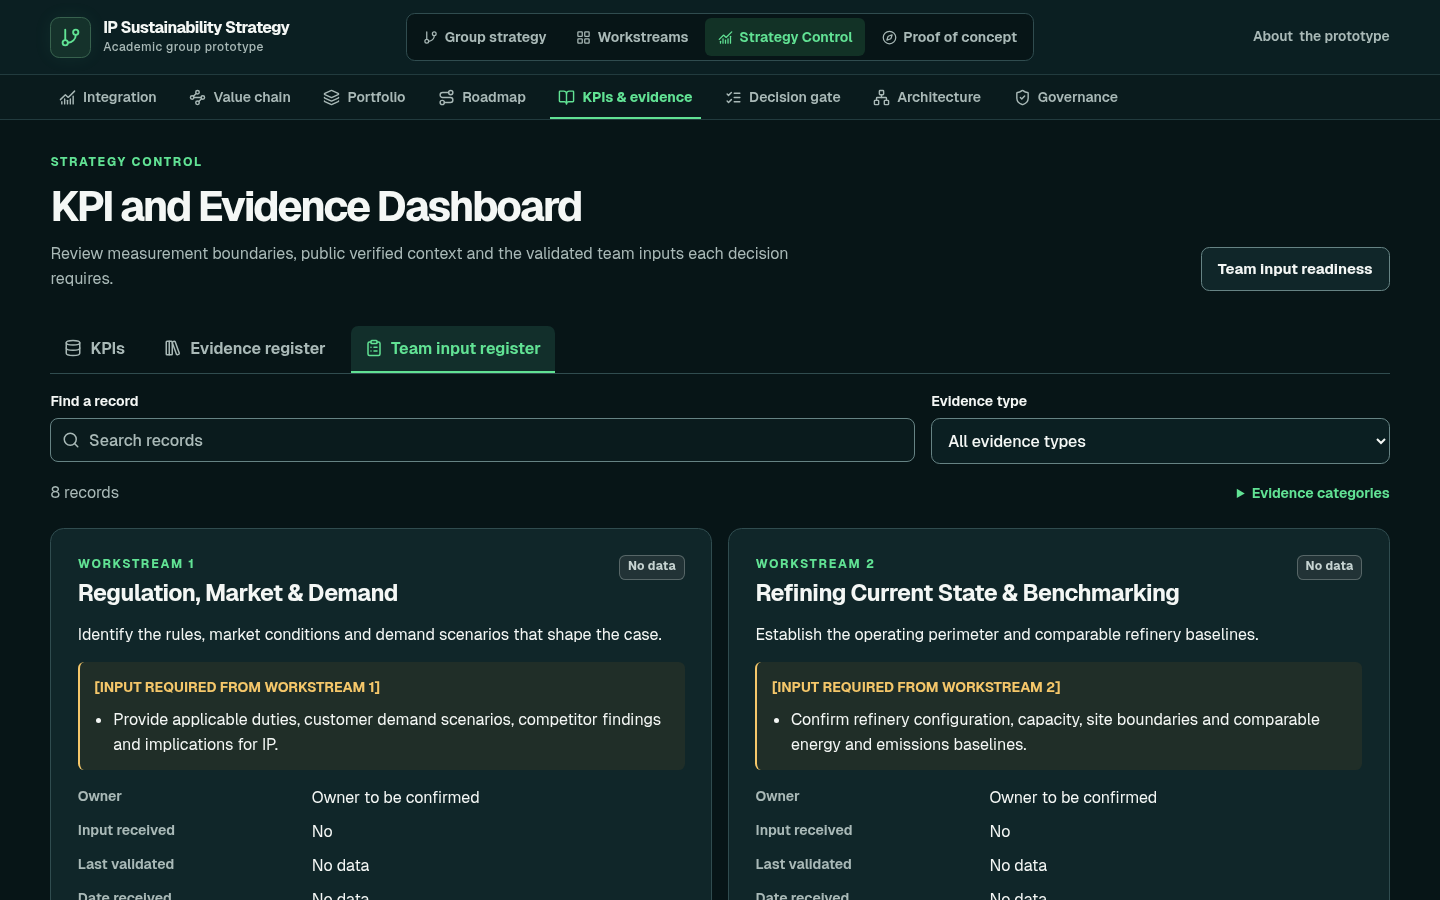 IP Sustainability Strategy
Academic group prototype
Group strategy
Workstreams
Strategy Control
Proof of concept
About the prototype
Integration
Value chain
Portfolio
Roadmap
KPIs & evidence
Decision gate
Architecture
Governance
STRATEGY CONTROL
KPI and Evidence Dashboard
Review measurement boundaries, public verified context and the validated team inputs each decision
requires.
Team input readiness
KPIs
Evidence register
Team input register
Find a record
Evidence type
Search records
All evidence types
8 records
Evidence categories
WORKSTREAM 1
No data
Regulation, Market & Demand
Identify the rules, market conditions and demand scenarios that shape the case.
[INPUT REQUIRED FROM WORKSTREAM 1]
• Provide applicable duties, customer demand scenarios, competitor findings
and implications for IP.
Owner
Owner to be confirmed
Input received
No
Last validated
No data
Date received
No data
WORKSTREAM 2
No data
Refining Current State & Benchmarking
Establish the operating perimeter and comparable refinery baselines.
[INPUT REQUIRED FROM WORKSTREAM 2]
• Confirm refinery configuration, capacity, site boundaries and comparable
energy and emissions baselines.
Owner
Owner to be confirmed
Input received
No
Last validated
No data
Date received
No data